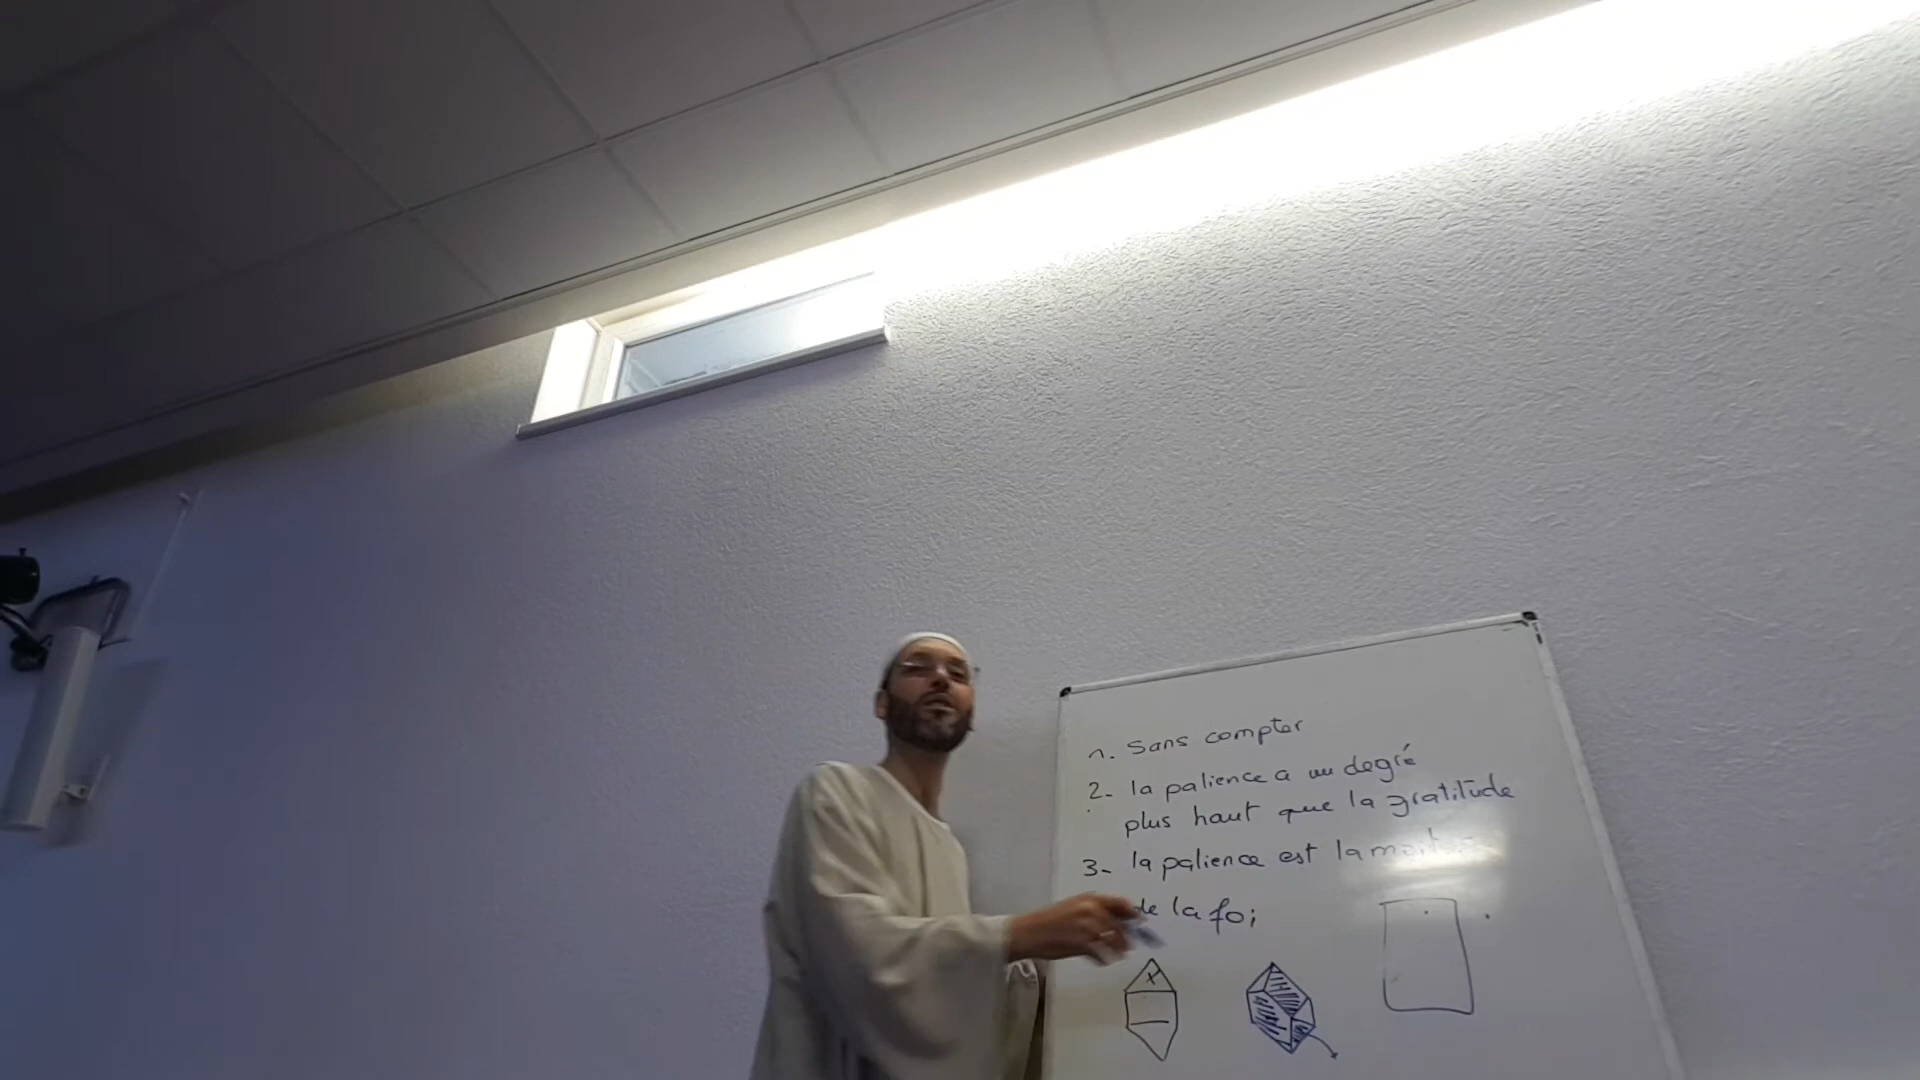 1. Sans compter
2- la patience a un degré
plus haut que la gratitude
3- la patience est la moitié
de la foi
x